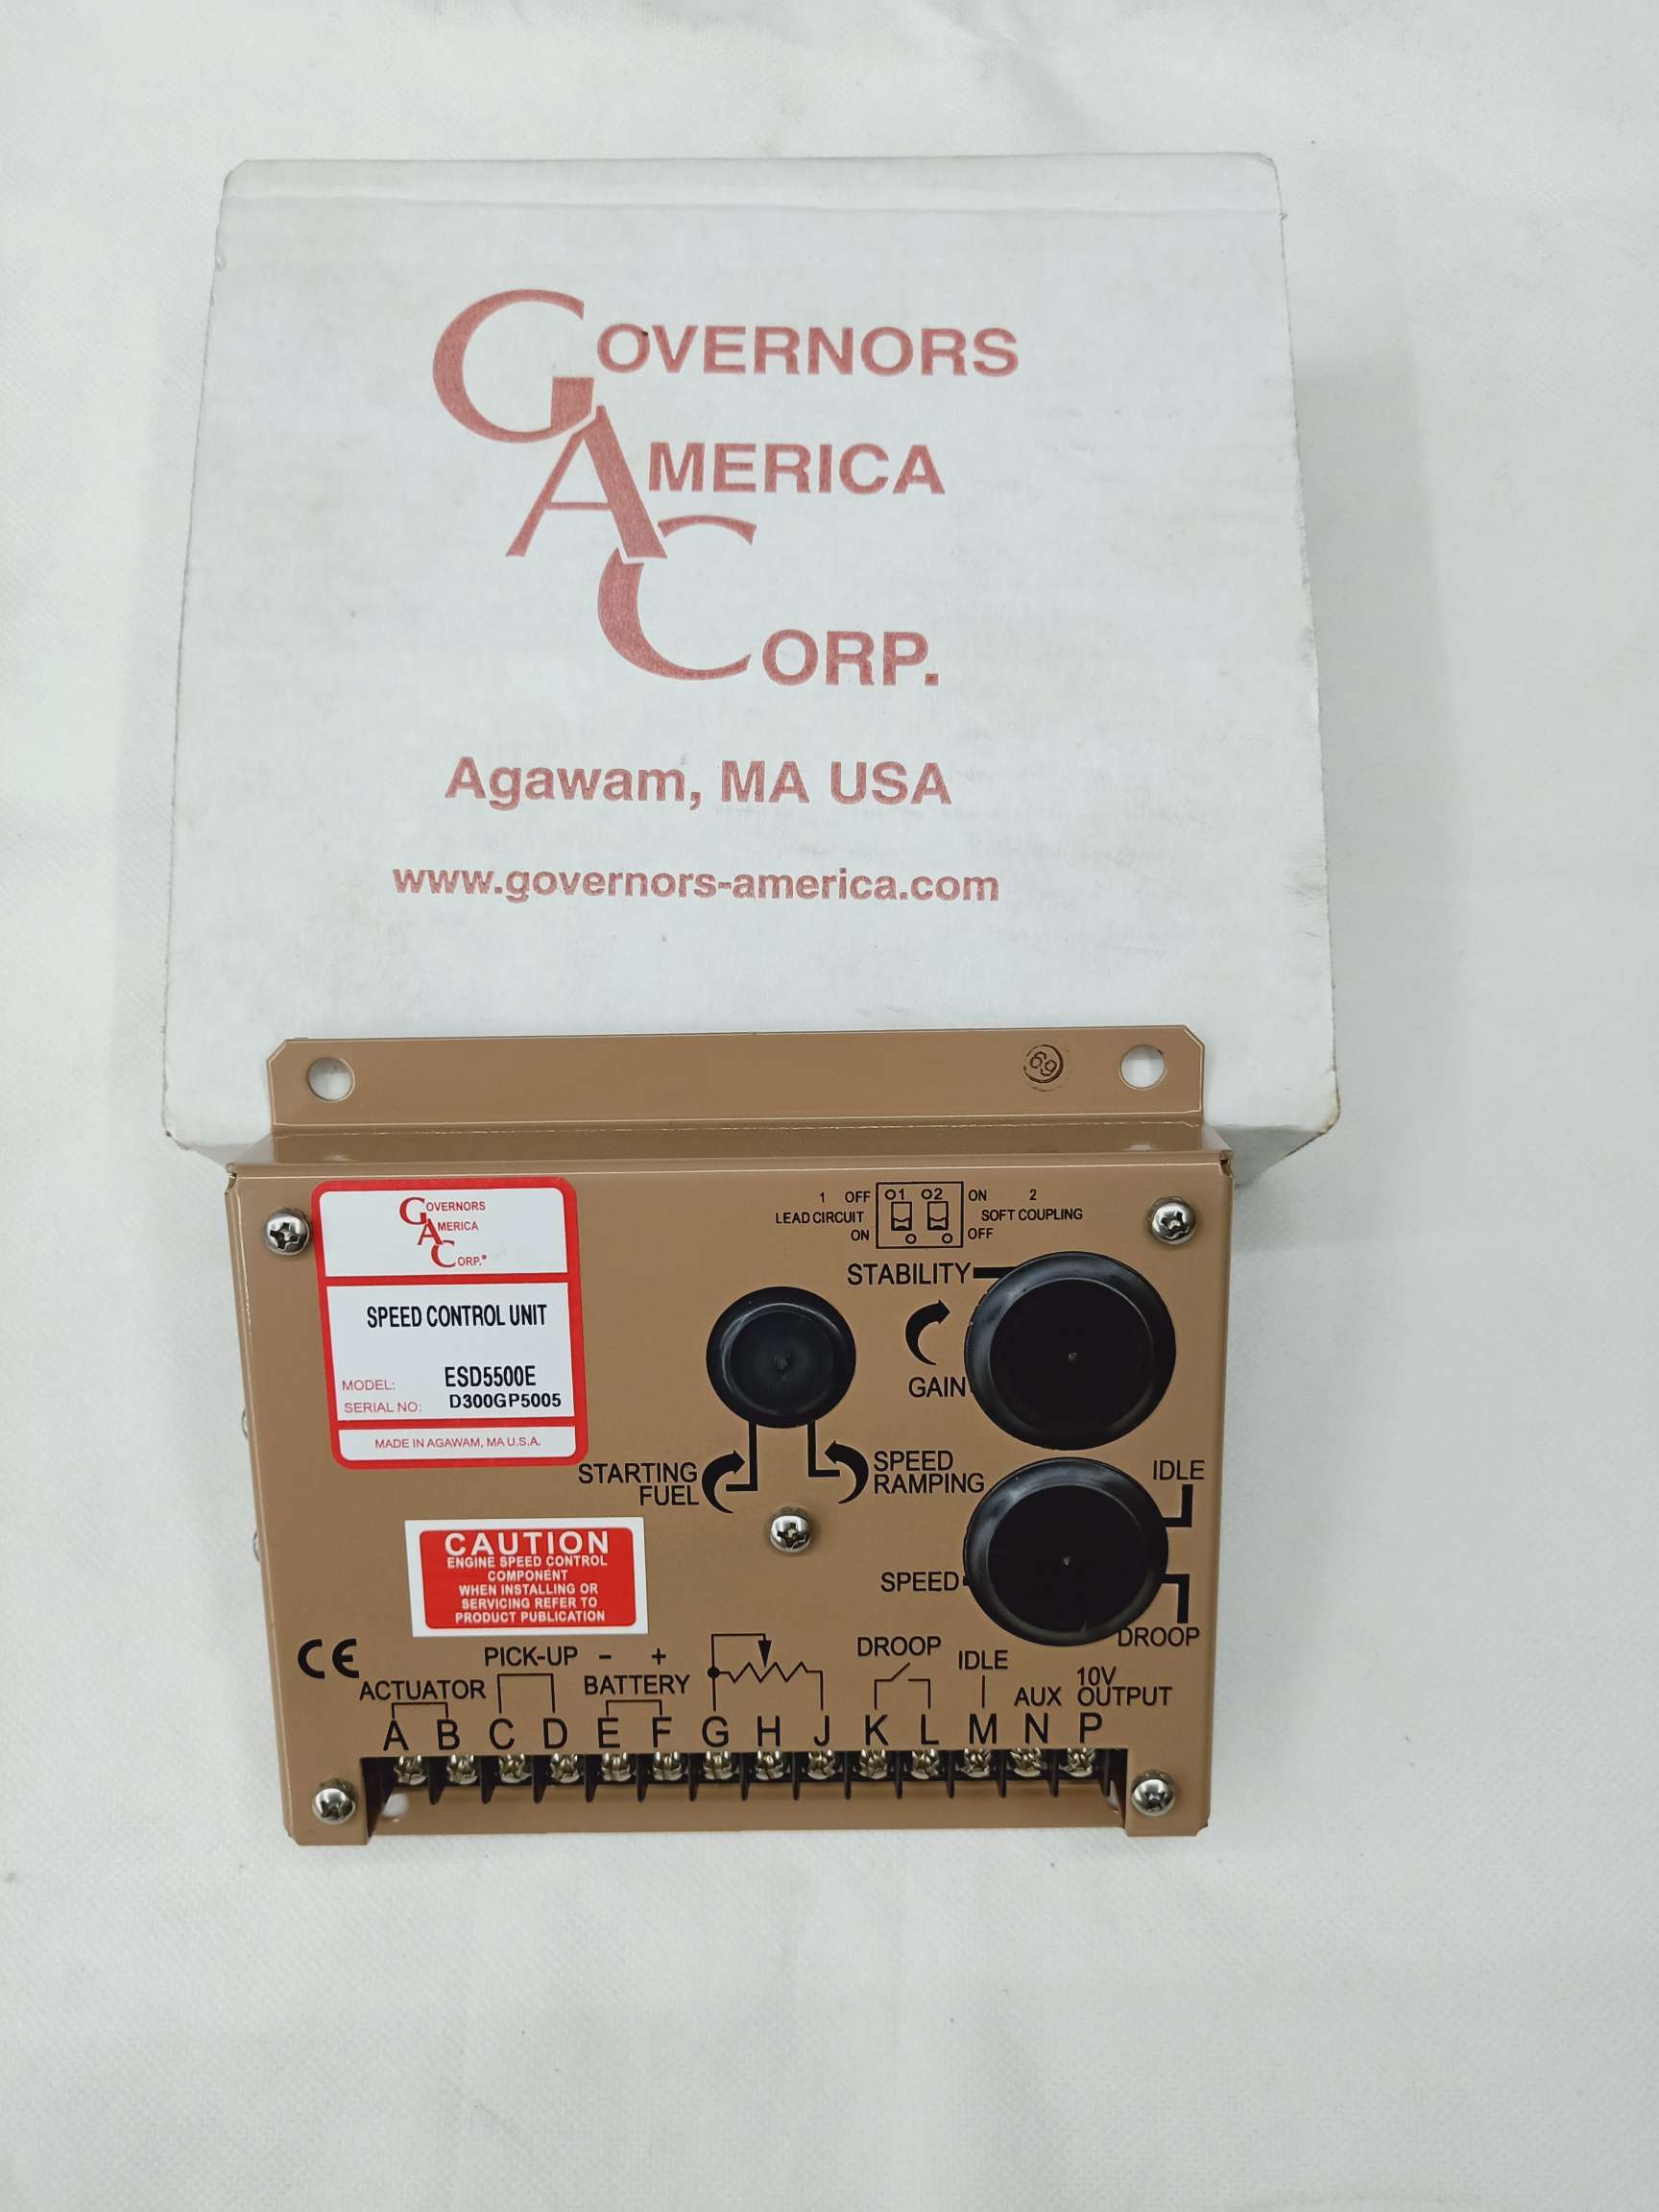 GOVERNORS
AMERICA
CORP.
Agawam, MA USA
www.governors-america.com
69
GOVERNORS
AMERICA
CORP.®
SPEED CONTROL UNIT
MODEL: ESD5500E
SERIAL NO: D300GP5005
MADE IN AGAWAM, MA U.S.A.
1 OFF 1 2 ON 2
LEAD CIRCUIT SOFT COUPLING
ON OFF
STABILITY
GAIN
STARTING
FUEL
SPEED
RAMPING
IDLE
SPEED
DROOP
CAUTION
ENGINE SPEED CONTROL
COMPONENT
WHEN INSTALLING OR
SERVICING REFER TO
PRODUCT PUBLICATION
CE
ACTUATOR
PICK-UP
- +
BATTERY
DROOP
IDLE
AUX
10V
OUTPUT
A B C D E F G H J K L M N P